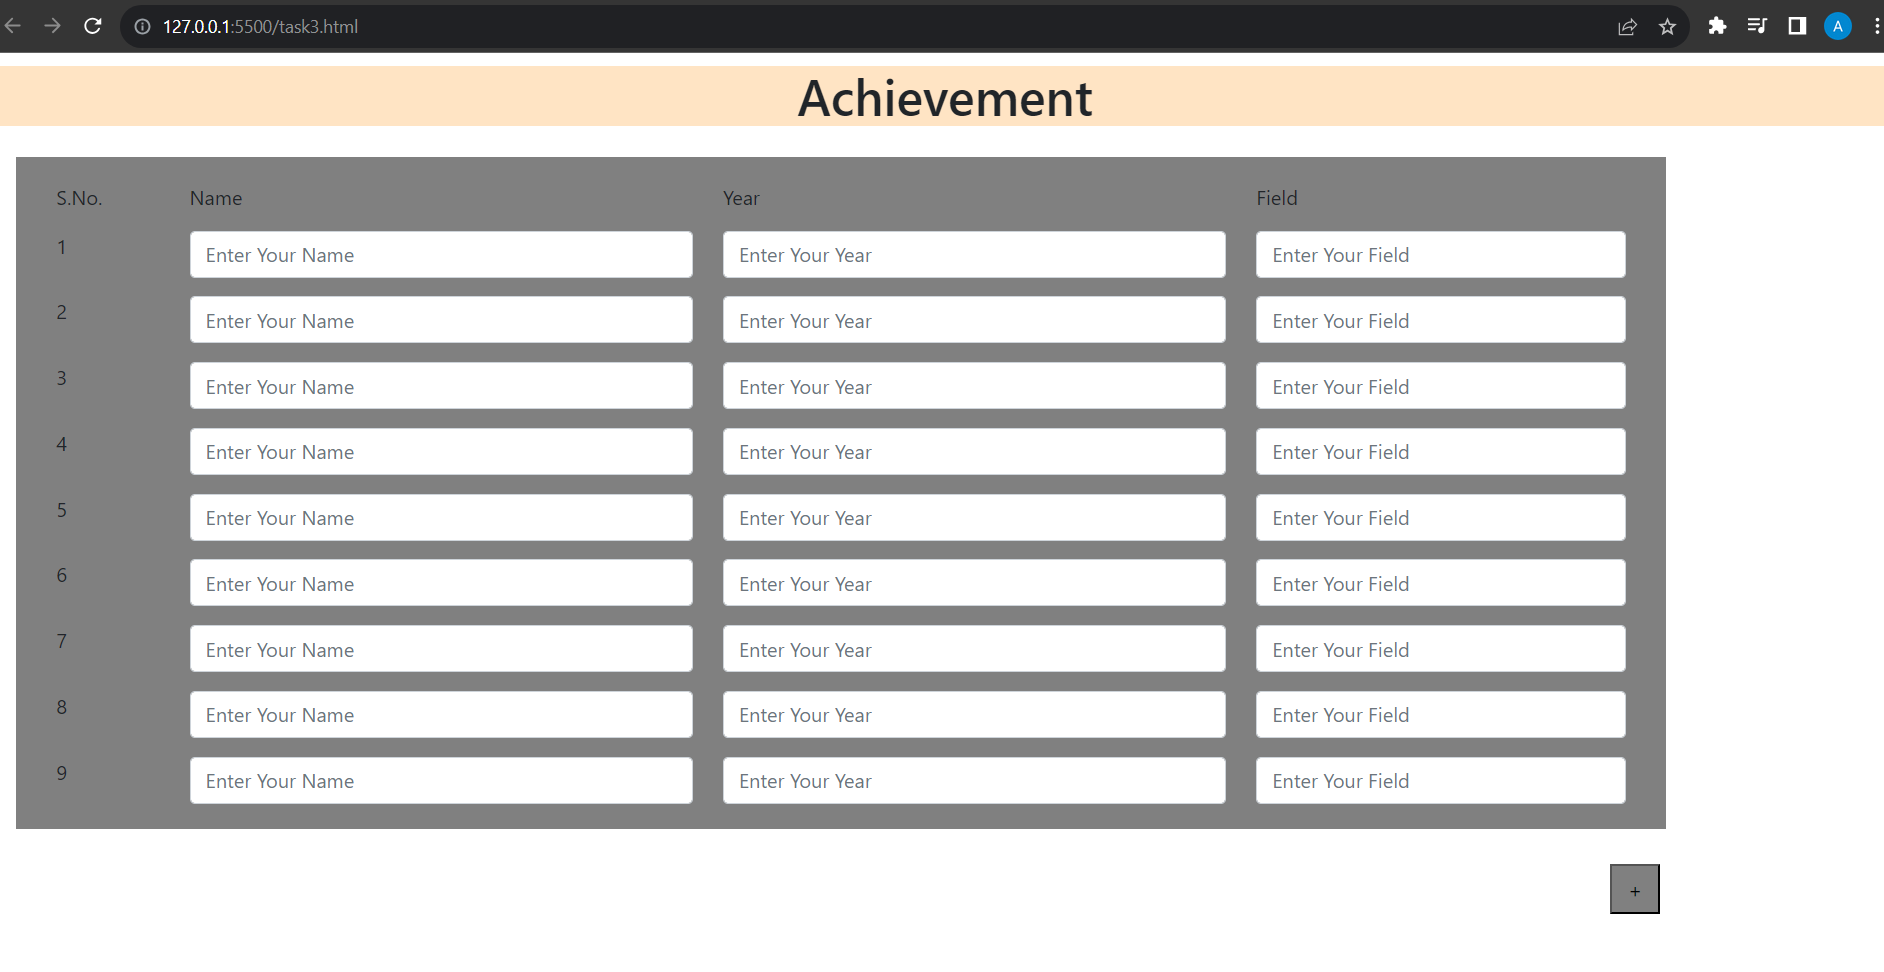 127.0.0.1:5500/task3.html
A
Achievement
S.No. Name Year Field
1 Enter Your Name Enter Your Year Enter Your Field
2 Enter Your Name Enter Your Year Enter Your Field
3 Enter Your Name Enter Your Year Enter Your Field
4 Enter Your Name Enter Your Year Enter Your Field
5 Enter Your Name Enter Your Year Enter Your Field
6 Enter Your Name Enter Your Year Enter Your Field
7 Enter Your Name Enter Your Year Enter Your Field
8 Enter Your Name Enter Your Year Enter Your Field
9 Enter Your Name Enter Your Year Enter Your Field
+